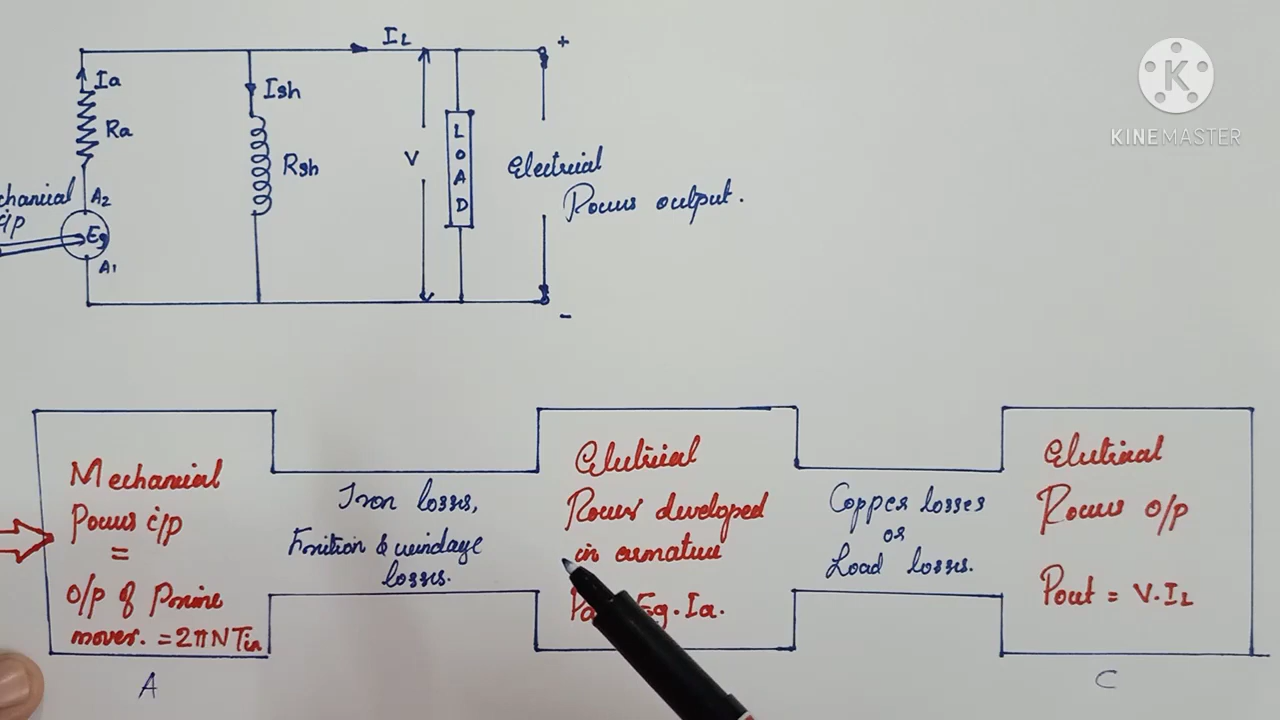 IL
+
Ia
Ra
Ish
Rsh
V
LOAD
Electrical
Power output.
A2
Eg
A1
-
KINEMASTER
Mechanical
Power i/p
=
o/p of Prime
mover. = 2πNTin
A
Iron losses,
Friction & windage
losses.
Electrical
Power developed
in armature
Eg.Ia.
Copper losses
or
Load losses.
Electrical
Power o/p
Pout = V.IL
C